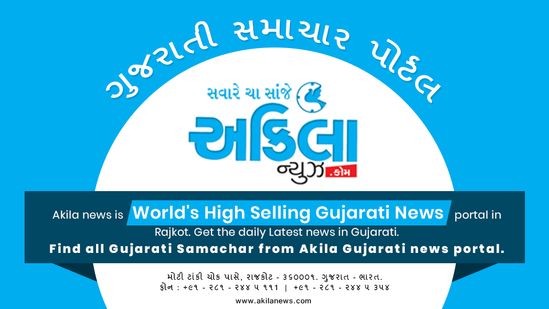 ગુજરાતી સમાચાર પોર્ટલ
સવારે ચા સાંજે
અકિલા
ન્યુઝ .કોમ
Akila news is World's High Selling Gujarati News portal in
Rajkot. Get the daily Latest news in Gujarati.
Find all Gujarati Samachar from Akila Gujarati news portal.
મોટી ટાંકી ચોક પાસે, રાજકોટ - ૩૬૦૦૦૧. ગુજરાત - ભારત.
ફોન : +૯૧ - ૨૮૧ - ૨૪૪ ૫ ૧૧૧ | +૯૧ - ૨૮૧ - ૨૪૪ ૫ ૩૫૪
www.akilanews.com